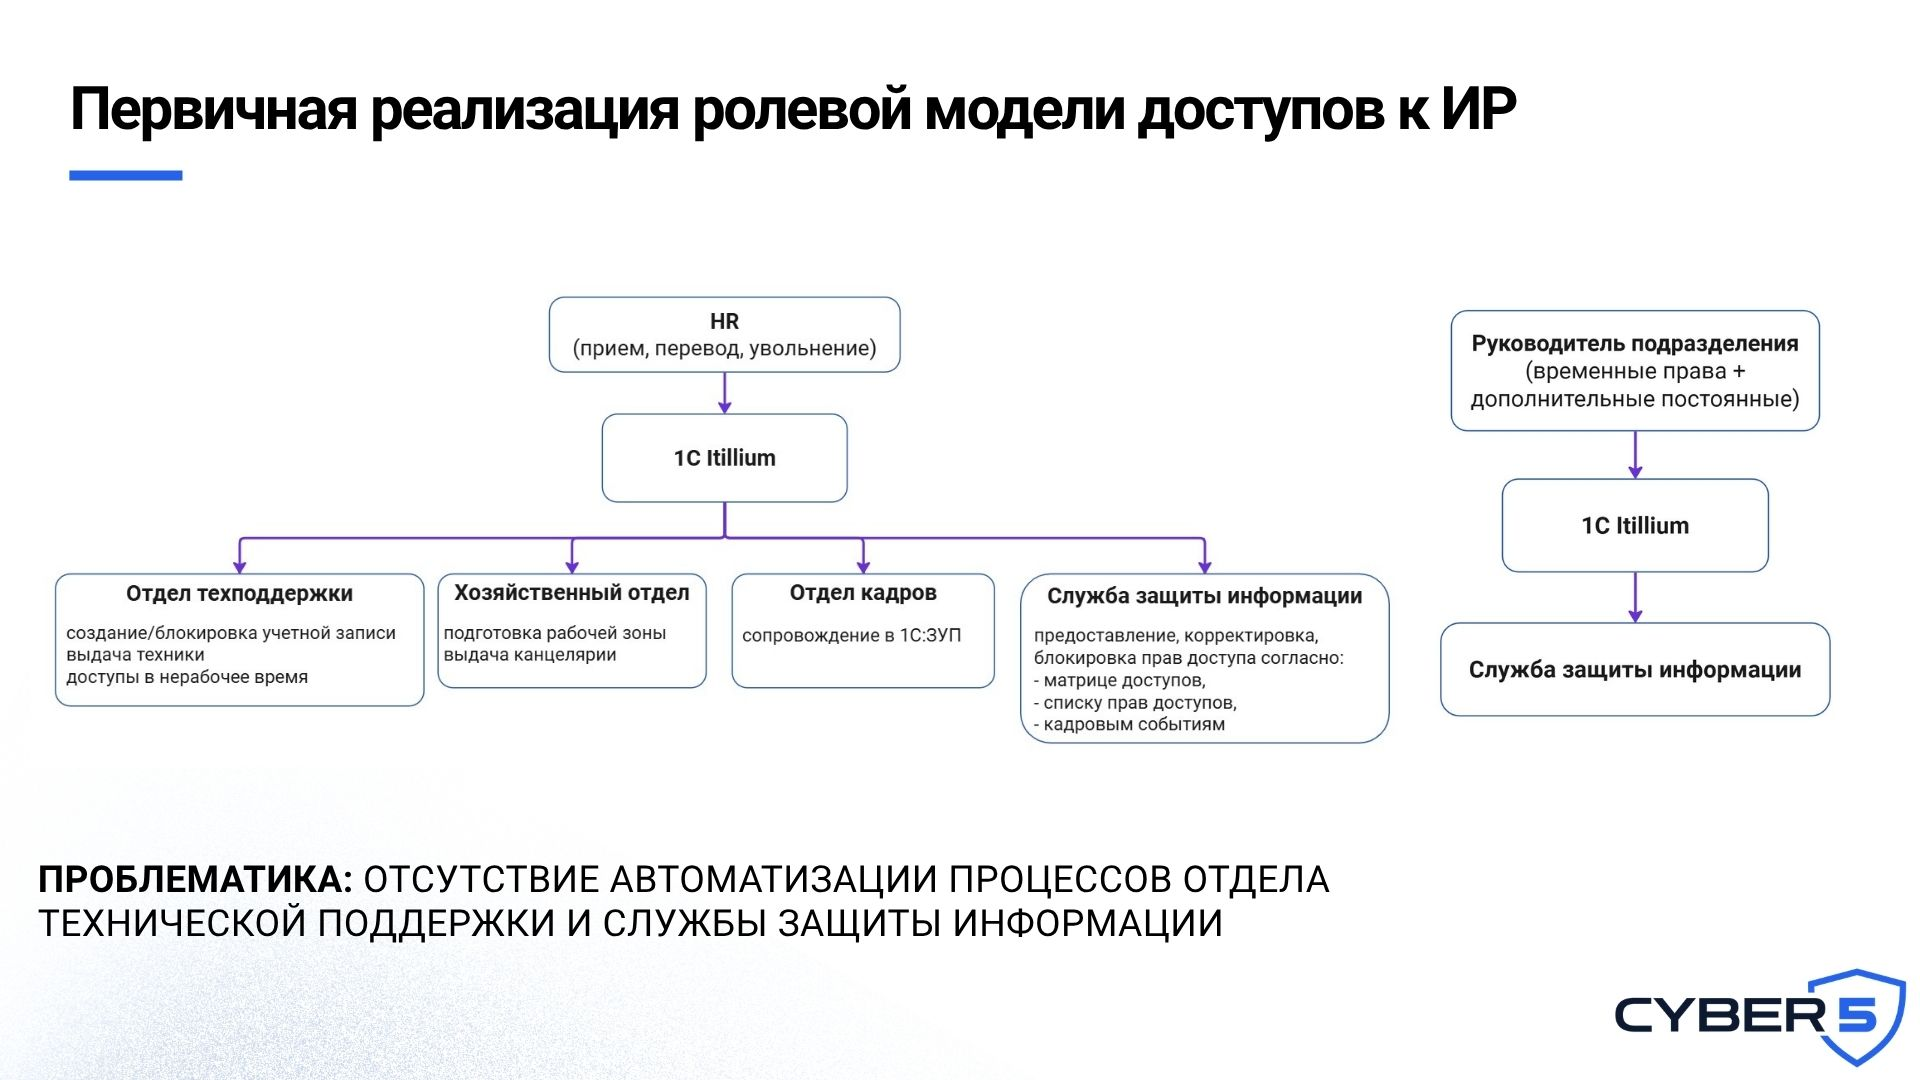 Первичная реализация ролевой модели доступов к ИР
HR
(прием, перевод, увольнение)
1С Itillium
Отдел техподдержки
создание/блокировка учетной записи
выдача техники
доступы в нерабочее время
Хозяйственный отдел
подготовка рабочей зоны
выдача канцелярии
Отдел кадров
сопровождение в 1С:ЗУП
Служба защиты информации
предоставление, корректировка,
блокировка прав доступа согласно:
- матрице доступов,
- списку прав доступов,
- кадровым событиям
Руководитель подразделения
(временные права +
дополнительные постоянные)
1С Itillium
Служба защиты информации
ПРОБЛЕМАТИКА: ОТСУТСТВИЕ АВТОМАТИЗАЦИИ ПРОЦЕССОВ ОТДЕЛА
ТЕХНИЧЕСКОЙ ПОДДЕРЖКИ И СЛУЖБЫ ЗАЩИТЫ ИНФОРМАЦИИ
CYBER 5